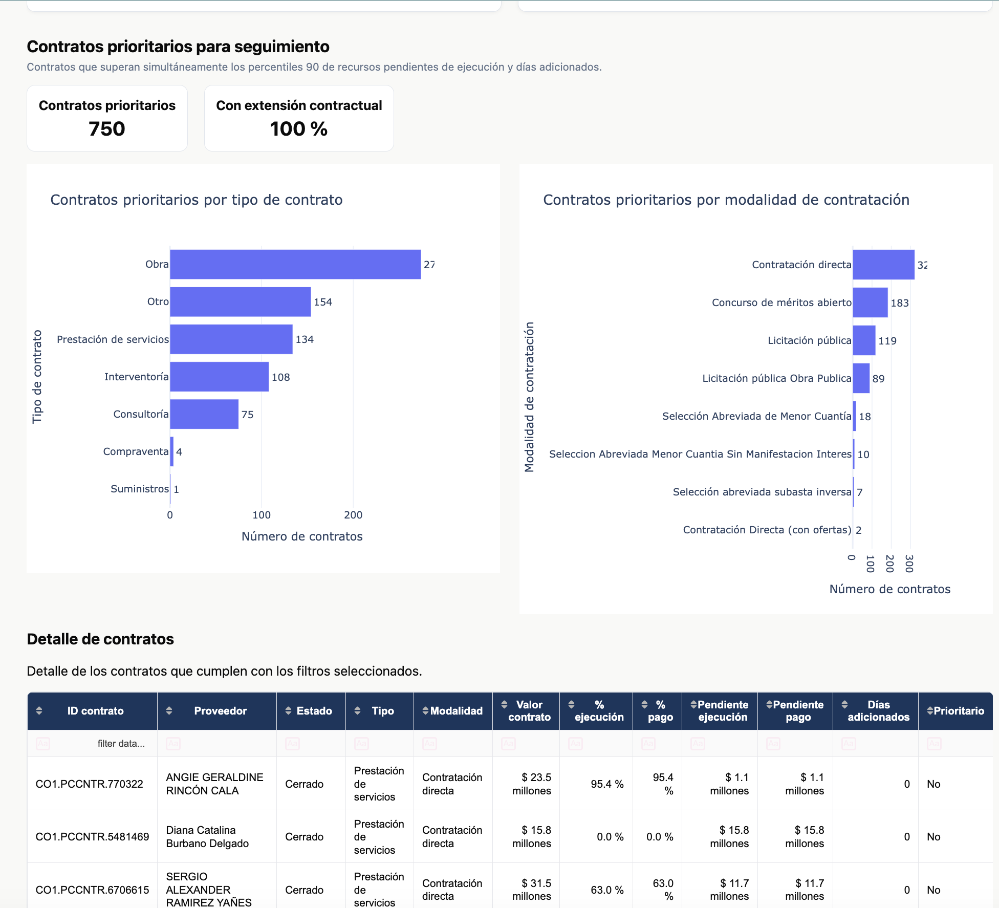 Contratos prioritarios para seguimiento
Contratos que superan simultáneamente los percentiles 90 de recursos pendientes de ejecución y días adicionados.
Contratos prioritarios
750
Con extensión contractual
100 %
Contratos prioritarios por tipo de contrato
Tipo de contrato
Obra 27
Otro 154
Prestación de servicios 134
Interventoría 108
Consultoría 75
Compraventa 4
Suministros 1
0 100 200
Número de contratos
Contratos prioritarios por modalidad de contratación
Modalidad de contratación
Contratación directa 32
Concurso de méritos abierto 183
Licitación pública 119
Licitación pública Obra Publica 89
Selección Abreviada de Menor Cuantía 18
Seleccion Abreviada Menor Cuantia Sin Manifestacion Interes 10
Selección abreviada subasta inversa 7
Contratación Directa (con ofertas) 2
0 100 200 300
Número de contratos
Detalle de contratos
Detalle de los contratos que cumplen con los filtros seleccionados.
ID contrato Proveedor Estado Tipo Modalidad Valor contrato % ejecución % pago Pendiente ejecución Pendiente pago Días adicionados Prioritario
Aa filter data... Aa Aa Aa Aa Aa Aa Aa Aa Aa Aa Aa
CO1.PCCNTR.770322 ANGIE GERALDINE RINCÓN CALA Cerrado Prestación de servicios Contratación directa $ 23.5 millones 95.4 % 95.4 % $ 1.1 millones $ 1.1 millones 0 No
CO1.PCCNTR.5481469 Diana Catalina Burbano Delgado Cerrado Prestación de servicios Contratación directa $ 15.8 millones 0.0 % 0.0 % $ 15.8 millones $ 15.8 millones 0 No
CO1.PCCNTR.6706615 SERGIO ALEXANDER RAMIREZ YAÑES Cerrado Prestación de servicios Contratación directa $ 31.5 millones 63.0 % 63.0 % $ 11.7 millones $ 11.7 millones 0 No